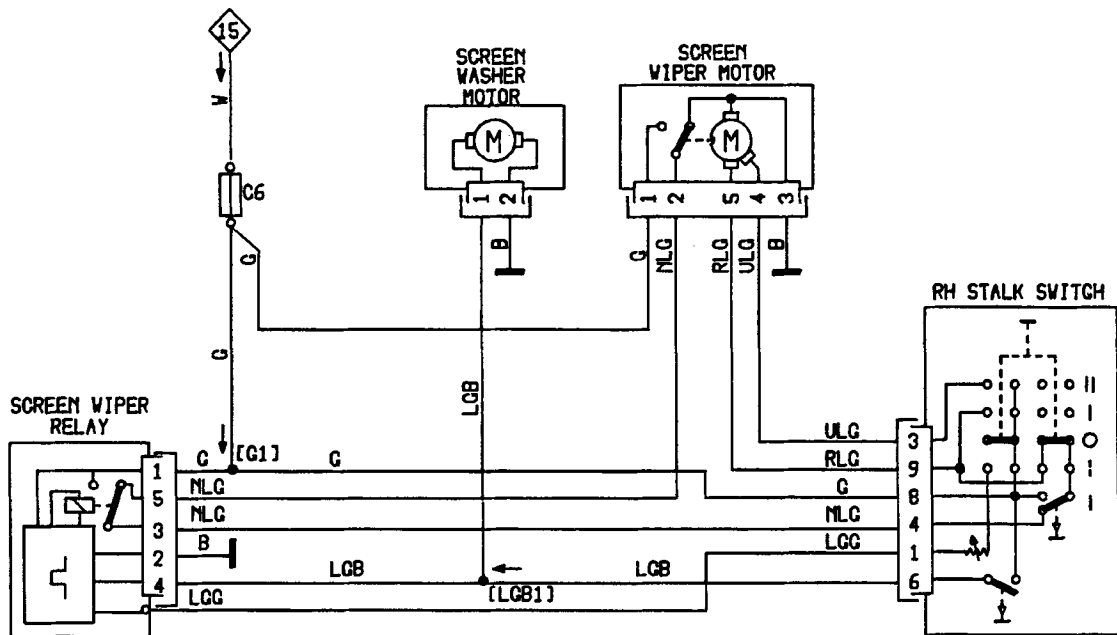 15
W
C6
G
G
SCREEN
WASHER
MOTOR
M
1 2
B
LGB
SCREEN
WIPER MOTOR
M
1 2 5 4 3
G
NLG
RLG
ULG
B
RH STALK SWITCH
II
I
O
I
3
9
8
4
1
6
ULG
RLG
G
NLG
LGG
LGB
SCREEN WIPER
RELAY
1
5
3
2
4
G
[G1]
G
NLG
NLG
B
LGB
[LGB1]
LGG